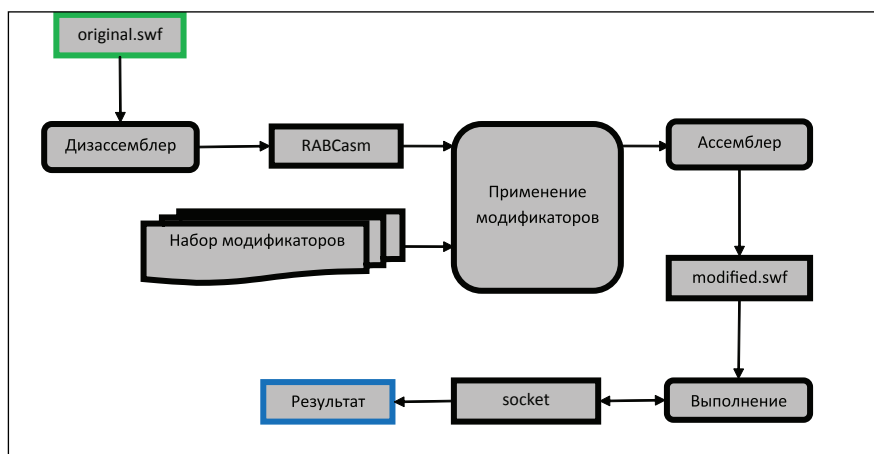 original.swf
Дизассемблер
RABCasm
Применение
модификаторов
Ассемблер
Набор модификаторов
modified.swf
Результат
socket
Выполнение